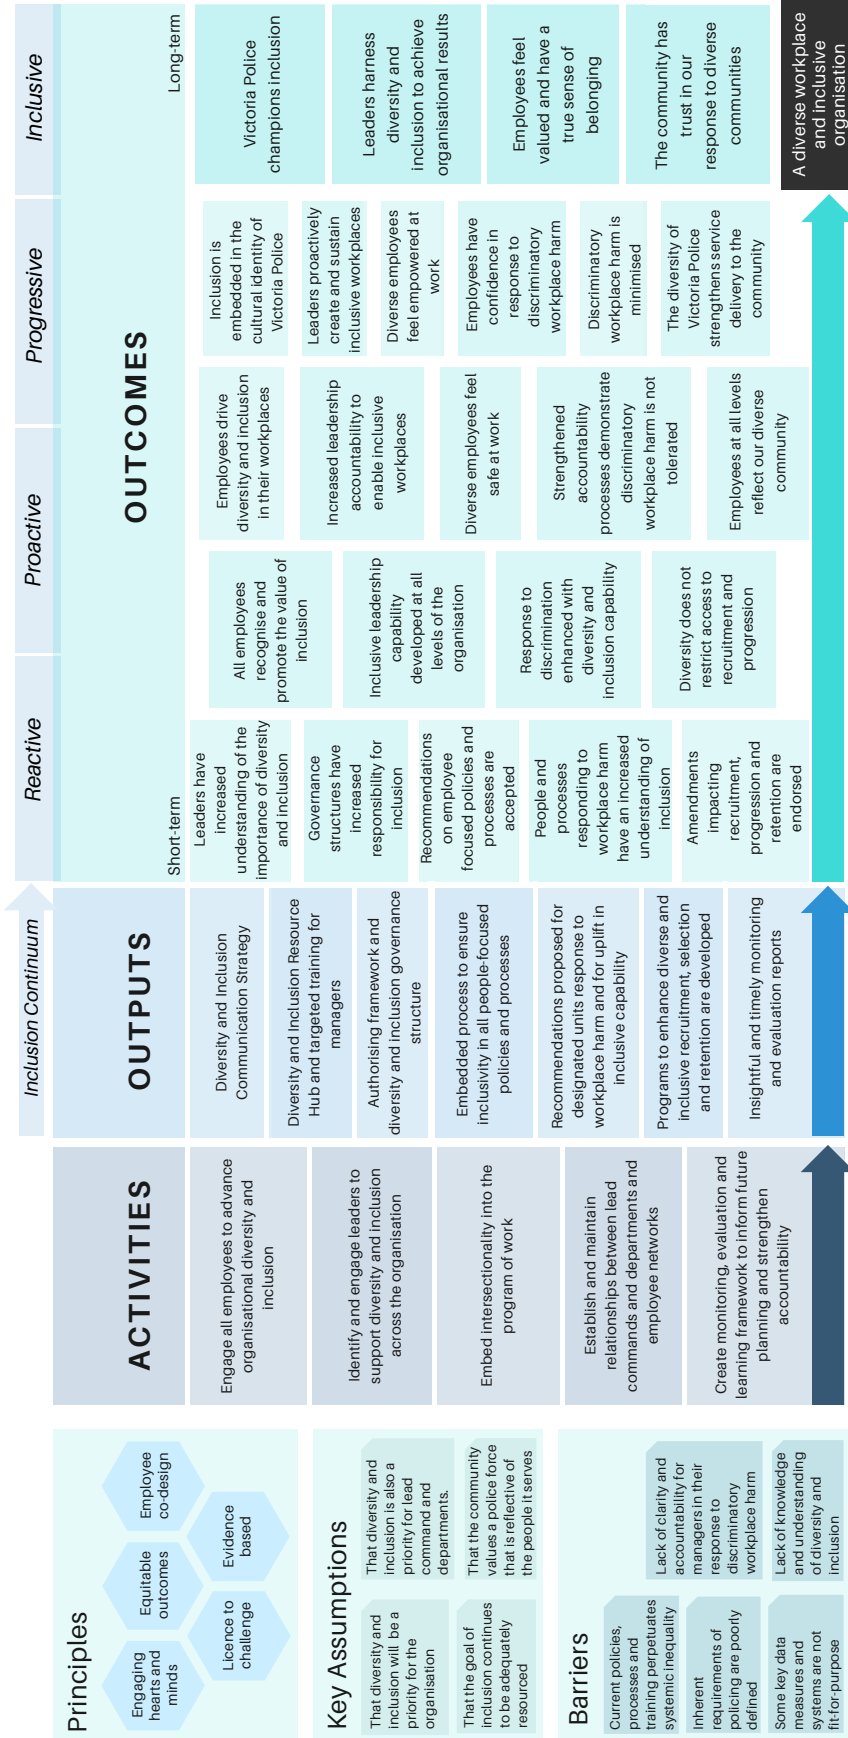 Principles
Engaging
hearts and
minds
Equitable
outcomes
Employee
co-design
Licence to
challenge
Evidence
based
Key Assumptions
That diversity and
inclusion will be a
priority for the
organisation
That diversity and
inclusion is also a
priority for lead
command and
departments.
That the goal of
inclusion continues
to be adequately
resourced
That the community
values a police force
that is reflective of
the people it serves
Barriers
Current policies,
processes and
training perpetuates
systemic inequality
Lack of clarity and
accountability for
managers in their
response to
discriminatory
workplace harm
Inherent
requirements of
policing are poorly
defined
Some key data
measures and
systems are not
fit-for-purpose
Lack of knowledge
and understanding
of diversity and
inclusion
ACTIVITIES
Engage all employees to advance
organisational diversity and
inclusion
Identify and engage leaders to
support diversity and inclusion
across the organisation
Embed intersectionality into the
program of work
Establish and maintain
relationships between lead
commands and departments and
employee networks
Create monitoring, evaluation and
learning framework to inform future
planning and strengthen
accountability
Inclusion Continuum
OUTPUTS
Diversity and Inclusion
Communication Strategy
Diversity and Inclusion Resource
Hub and targeted training for
managers
Authorising framework and
diversity and inclusion governance
structure
Embedded process to ensure
inclusivity in all people-focused
policies and processes
Recommendations proposed for
designated units response to
workplace harm and for uplift in
inclusive capability
Programs to enhance diverse and
inclusive recruitment, selection
and retention are developed
Insightful and timely monitoring
and evaluation reports
Reactive
Proactive
Progressive
Inclusive
OUTCOMES
Short-term
Long-term
Leaders have
increased
understanding of the
importance of diversity
and inclusion
Governance
structures have
increased
responsibility for
inclusion
Recommendations
on employee
focused policies and
processes are
accepted
People and
processes
responding to
workplace harm
have an increased
understanding of
inclusion
Amendments
impacting
recruitment,
progression and
retention are
endorsed
All employees
recognise and
promote the value of
inclusion
Inclusive leadership
capability
developed at all
levels of the
organisation
Response to
discrimination
enhanced with
diversity and
inclusion capability
Diversity does not
restrict access to
recruitment and
progression
Employees drive
diversity and inclusion
in their workplaces
Increased leadership
accountability to
enable inclusive
workplaces
Diverse employees feel
safe at work
Strengthened
accountability
processes demonstrate
discriminatory
workplace harm is not
tolerated
Employees at all levels
reflect our diverse
community
Inclusion is
embedded in the
cultural identity of
Victoria Police
Leaders proactively
create and sustain
inclusive workplaces
Diverse employees
feel empowered at
work
Employees have
confidence in
response to
discriminatory
workplace harm
Discriminatory
workplace harm is
minimised
The diversity of
Victoria Police
strengthens service
delivery to the
community
Victoria Police
champions inclusion
Leaders harness
diversity and
inclusion to achieve
organisational results
Employees feel
valued and have a
true sense of
belonging
The community has
trust in our
response to diverse
communities
A diverse workplace
and inclusive
organisation